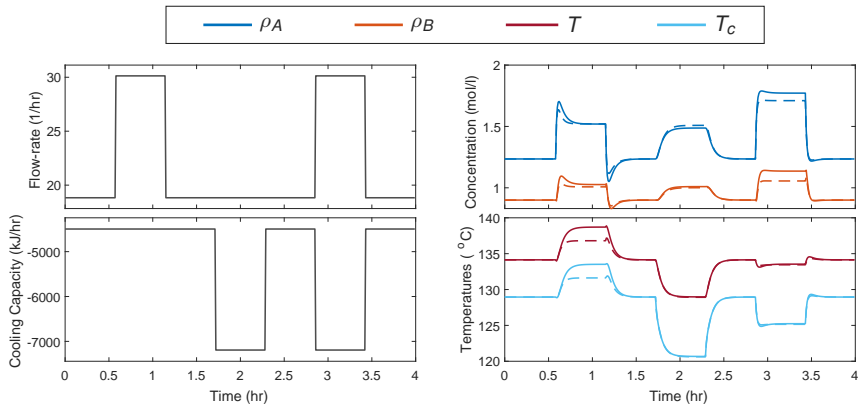 ρA ρB T Tc
Flow-rate (1/hr)
30
25
20
Cooling Capacity (kJ/hr)
-5000
-6000
-7000
0 0.5 1 1.5 2 2.5 3 3.5 4
Time (hr)
Concentration (mol/l)
2
1.5
1
Temperatures (°C)
140
135
130
125
120
0 0.5 1 1.5 2 2.5 3 3.5 4
Time (hr)